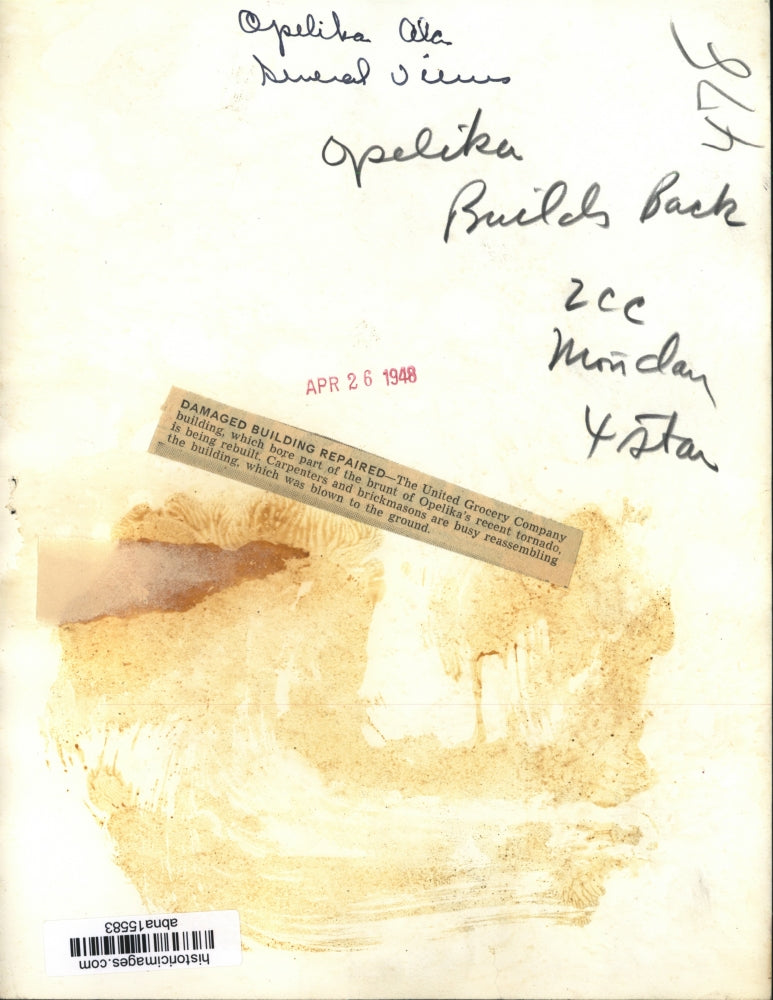 Opelika Ala.
General Views
Opelika
Builds Back
2cc
Monday
4 Star
APR 26 1948
DAMAGED BUILDING REPAIRED—The United Grocery Company
building, which bore part of the brunt of Opelika's recent tornado,
is being rebuilt. Carpenters and brickmasons are busy reassembling
the building, which was blown to the ground.
historicimages.com
abna15583